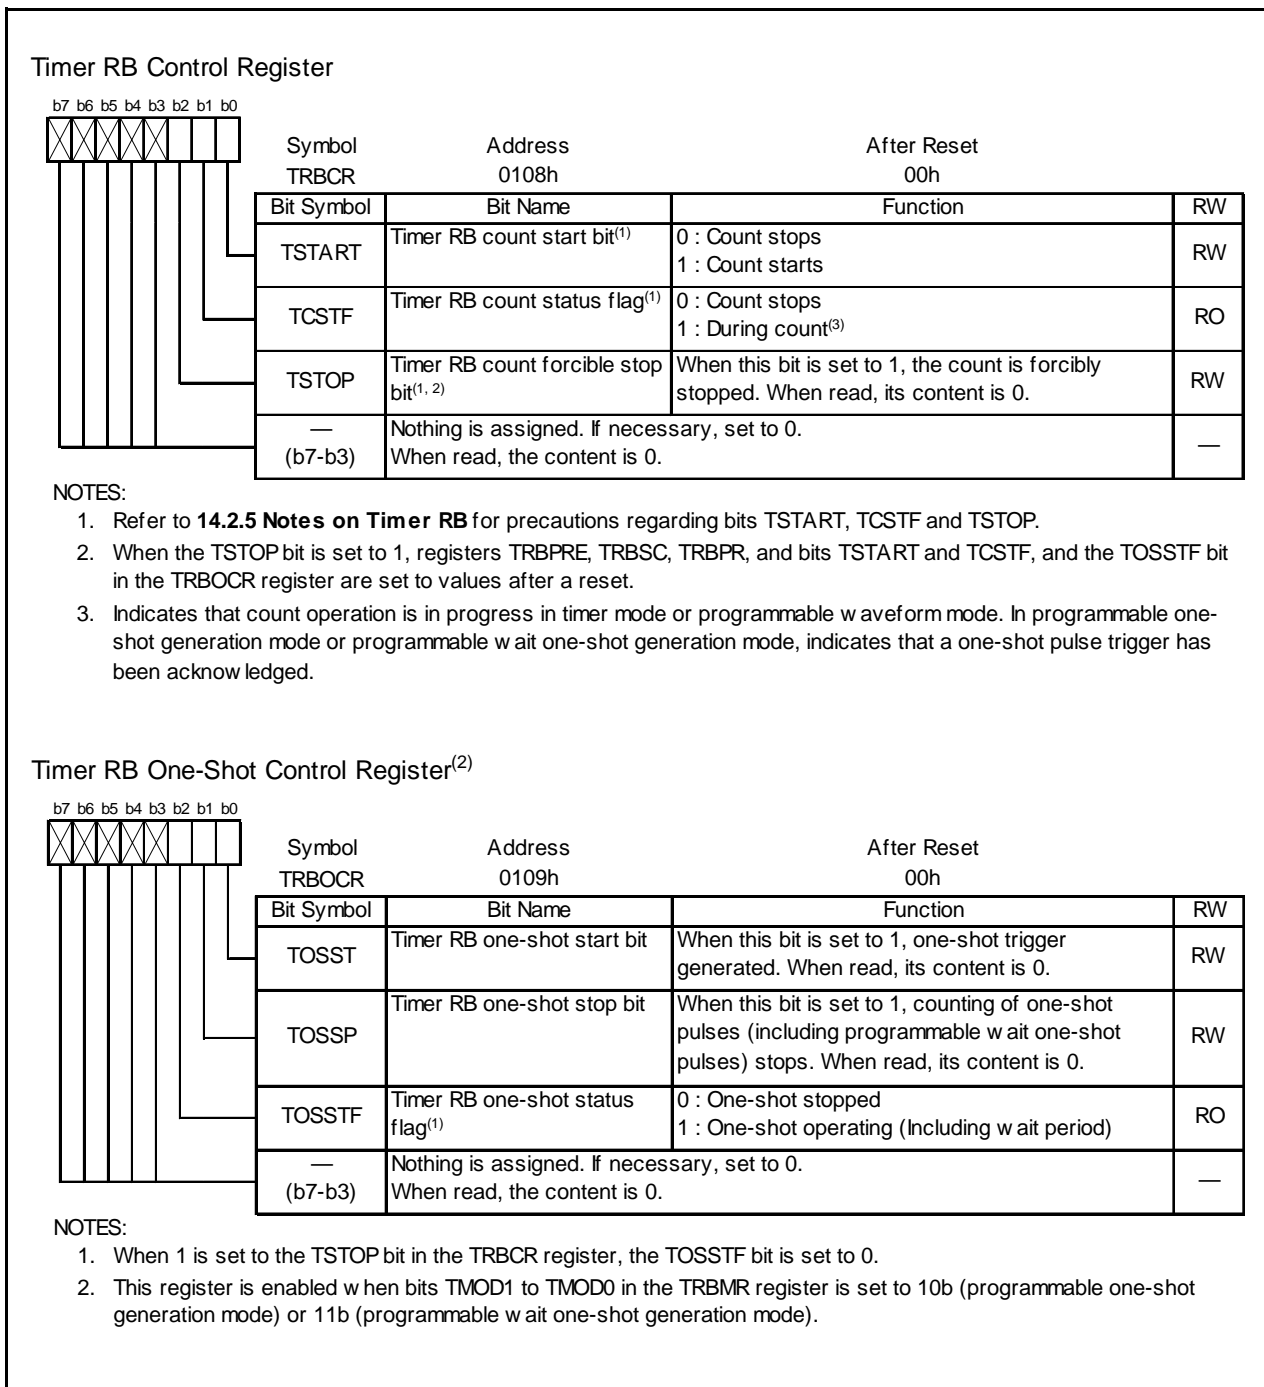 Timer RB Control Register
b7 b6 b5 b4 b3 b2 b1 b0
Symbol Address After Reset
TRBCR 0108h 00h
Bit Symbol Bit Name Function RW
TSTART Timer RB count start bit(1) 0 : Count stops RW
1 : Count starts
TCSTF Timer RB count status flag(1) 0 : Count stops RO
1 : During count(3)
TSTOP Timer RB count forcible stop When this bit is set to 1, the count is forcibly RW
bit(1, 2) stopped. When read, its content is 0.
— Nothing is assigned. If necessary, set to 0. —
(b7-b3) When read, the content is 0.
NOTES:
1. Refer to 14.2.5 Notes on Timer RB for precautions regarding bits TSTART, TCSTF and TSTOP.
2. When the TSTOP bit is set to 1, registers TRBPRE, TRBSC, TRBPR, and bits TSTART and TCSTF, and the TOSSTF bit
in the TRBOCR register are set to values after a reset.
3. Indicates that count operation is in progress in timer mode or programmable waveform mode. In programmable one-
shot generation mode or programmable wait one-shot generation mode, indicates that a one-shot pulse trigger has
been acknowledged.
Timer RB One-Shot Control Register(2)
b7 b6 b5 b4 b3 b2 b1 b0
Symbol Address After Reset
TRBOCR 0109h 00h
Bit Symbol Bit Name Function RW
TOSST Timer RB one-shot start bit When this bit is set to 1, one-shot trigger RW
generated. When read, its content is 0.
TOSSP Timer RB one-shot stop bit When this bit is set to 1, counting of one-shot RW
pulses (including programmable wait one-shot
pulses) stops. When read, its content is 0.
TOSSTF Timer RB one-shot status 0 : One-shot stopped RO
flag(1) 1 : One-shot operating (Including wait period)
— Nothing is assigned. If necessary, set to 0. —
(b7-b3) When read, the content is 0.
NOTES:
1. When 1 is set to the TSTOP bit in the TRBCR register, the TOSSTF bit is set to 0.
2. This register is enabled when bits TMOD1 to TMOD0 in the TRBMR register is set to 10b (programmable one-shot
generation mode) or 11b (programmable wait one-shot generation mode).